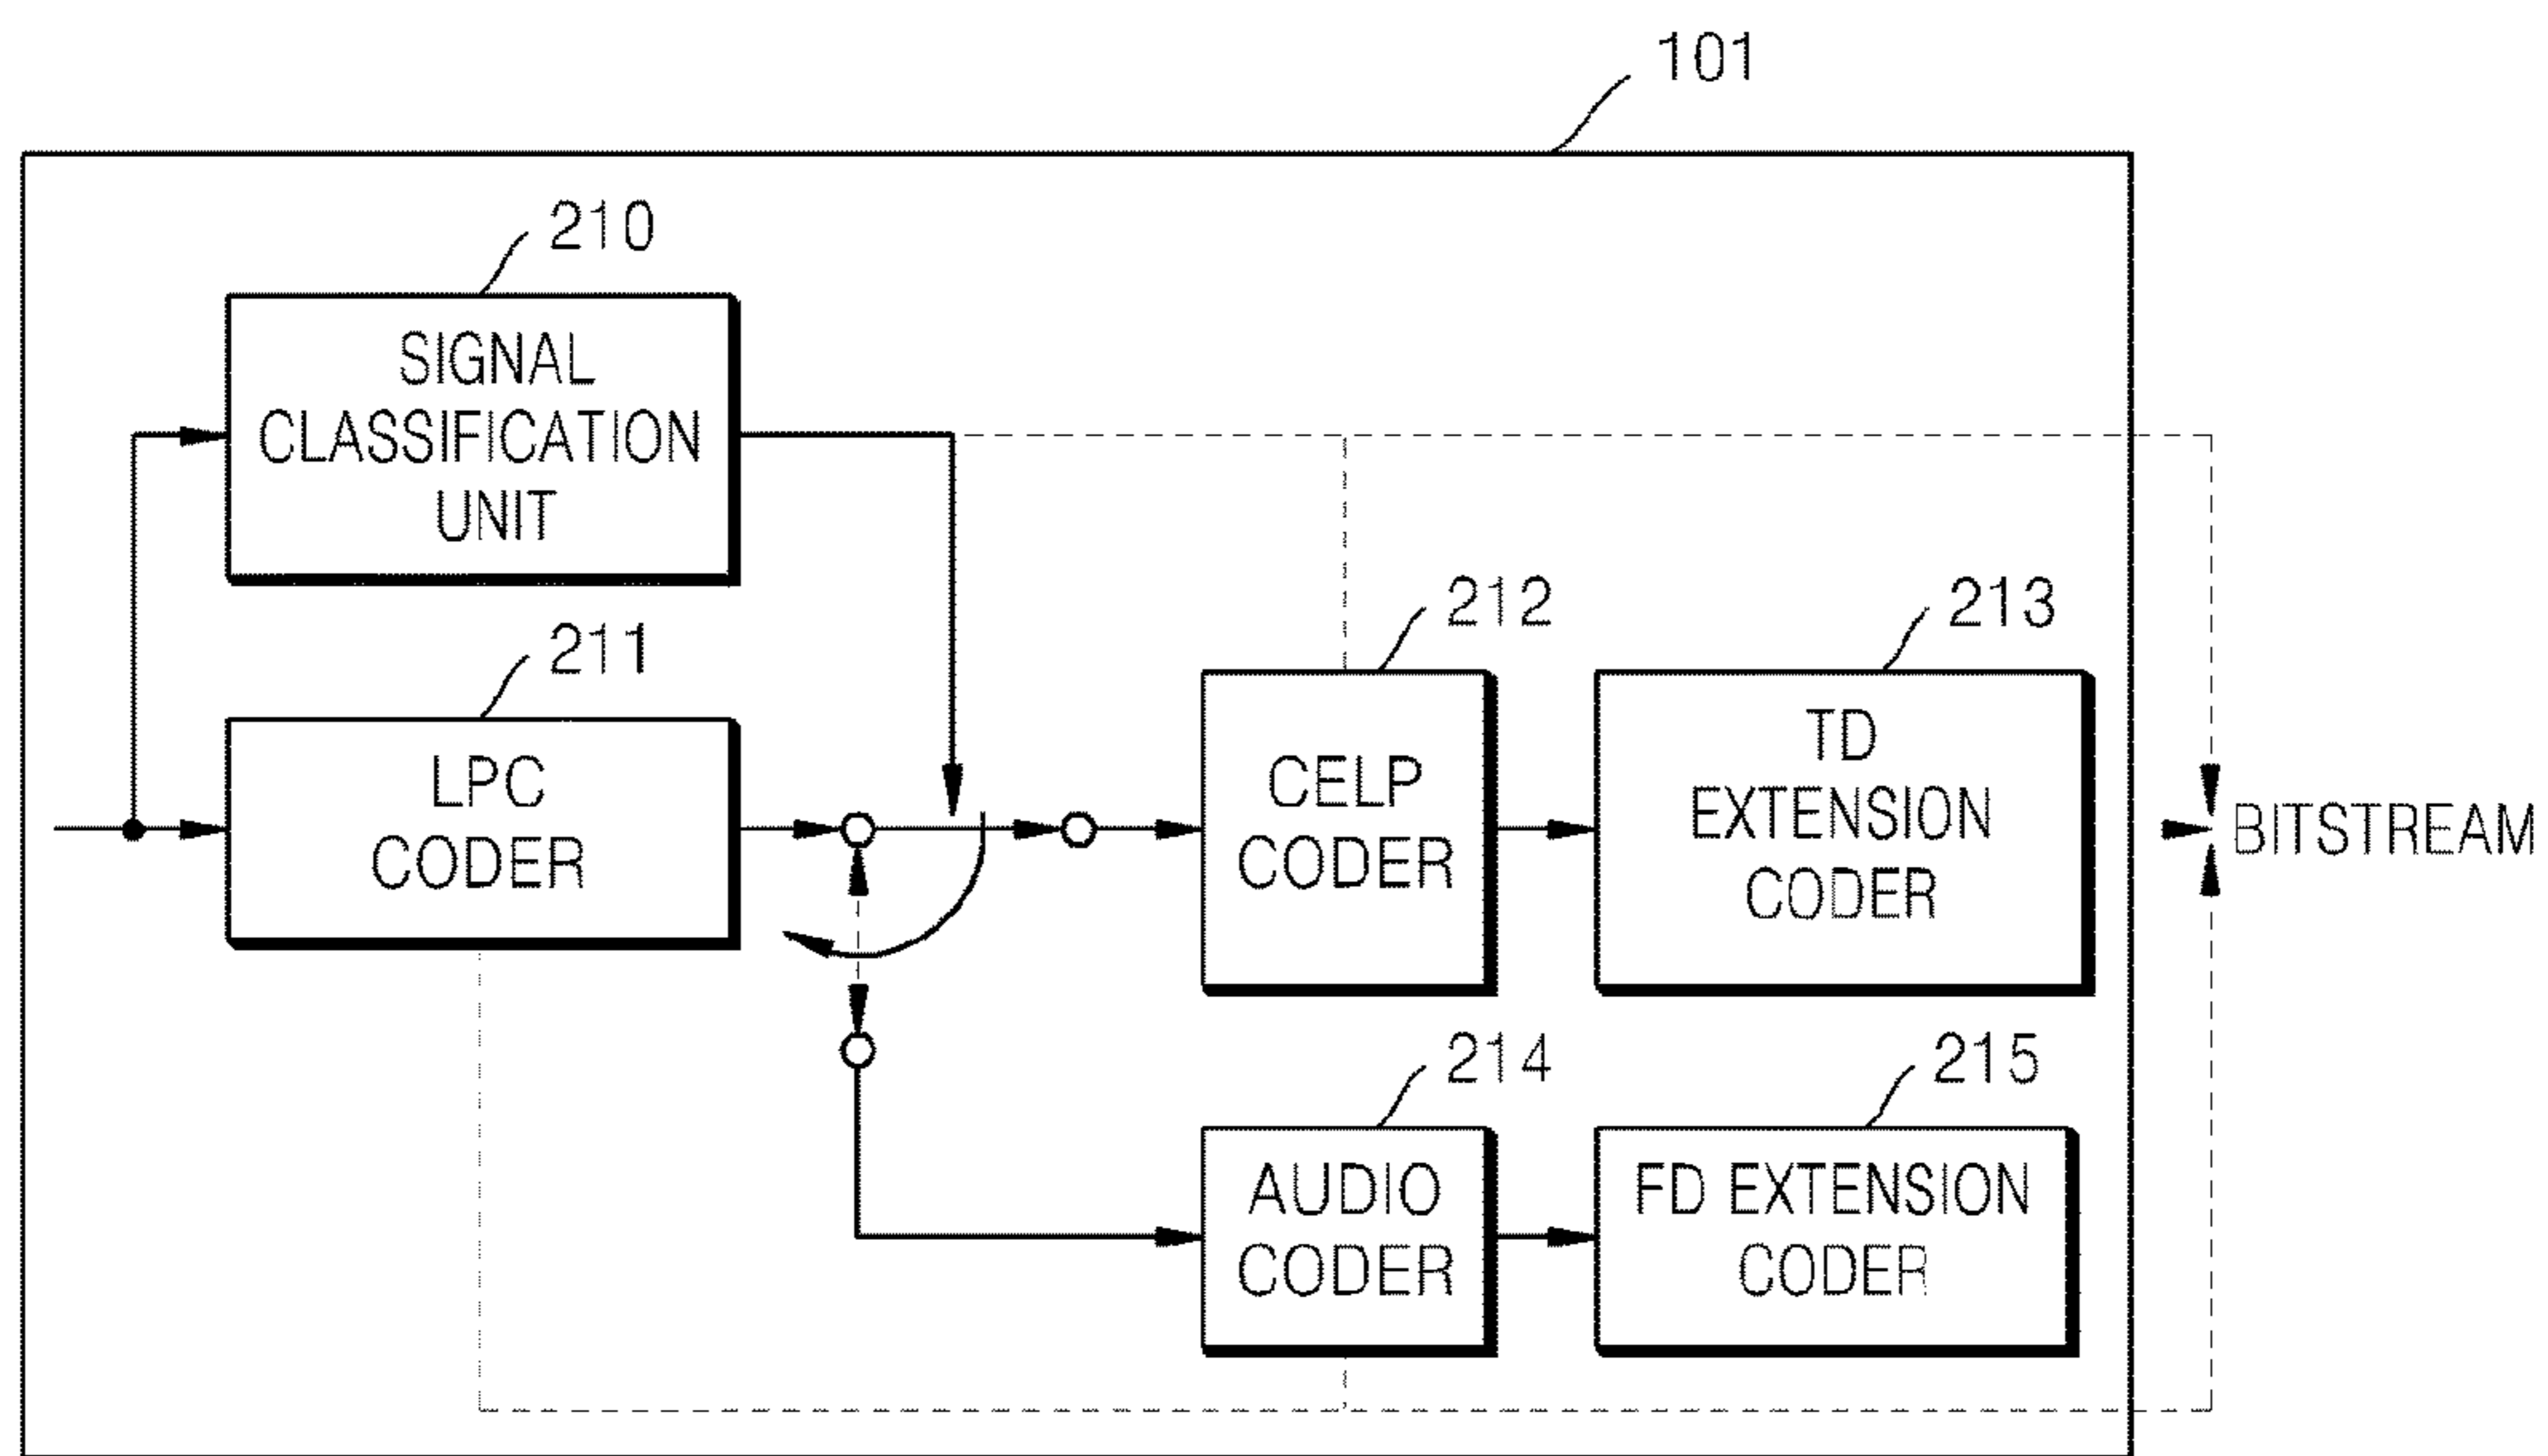 101
210
SIGNAL
CLASSIFICATION
UNIT
211
LPC
CODER
212
CELP
CODER
213
TD
EXTENSION
CODER
BITSTREAM
214
AUDIO
CODER
215
FD EXTENSION
CODER